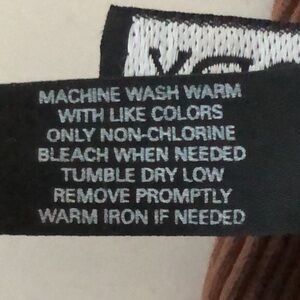 MACHINE WASH WARM
WITH LIKE COLORS
ONLY NON-CHLORINE
BLEACH WHEN NEEDED
TUMBLE DRY LOW
REMOVE PROMPTLY
WARM IRON IF NEEDED